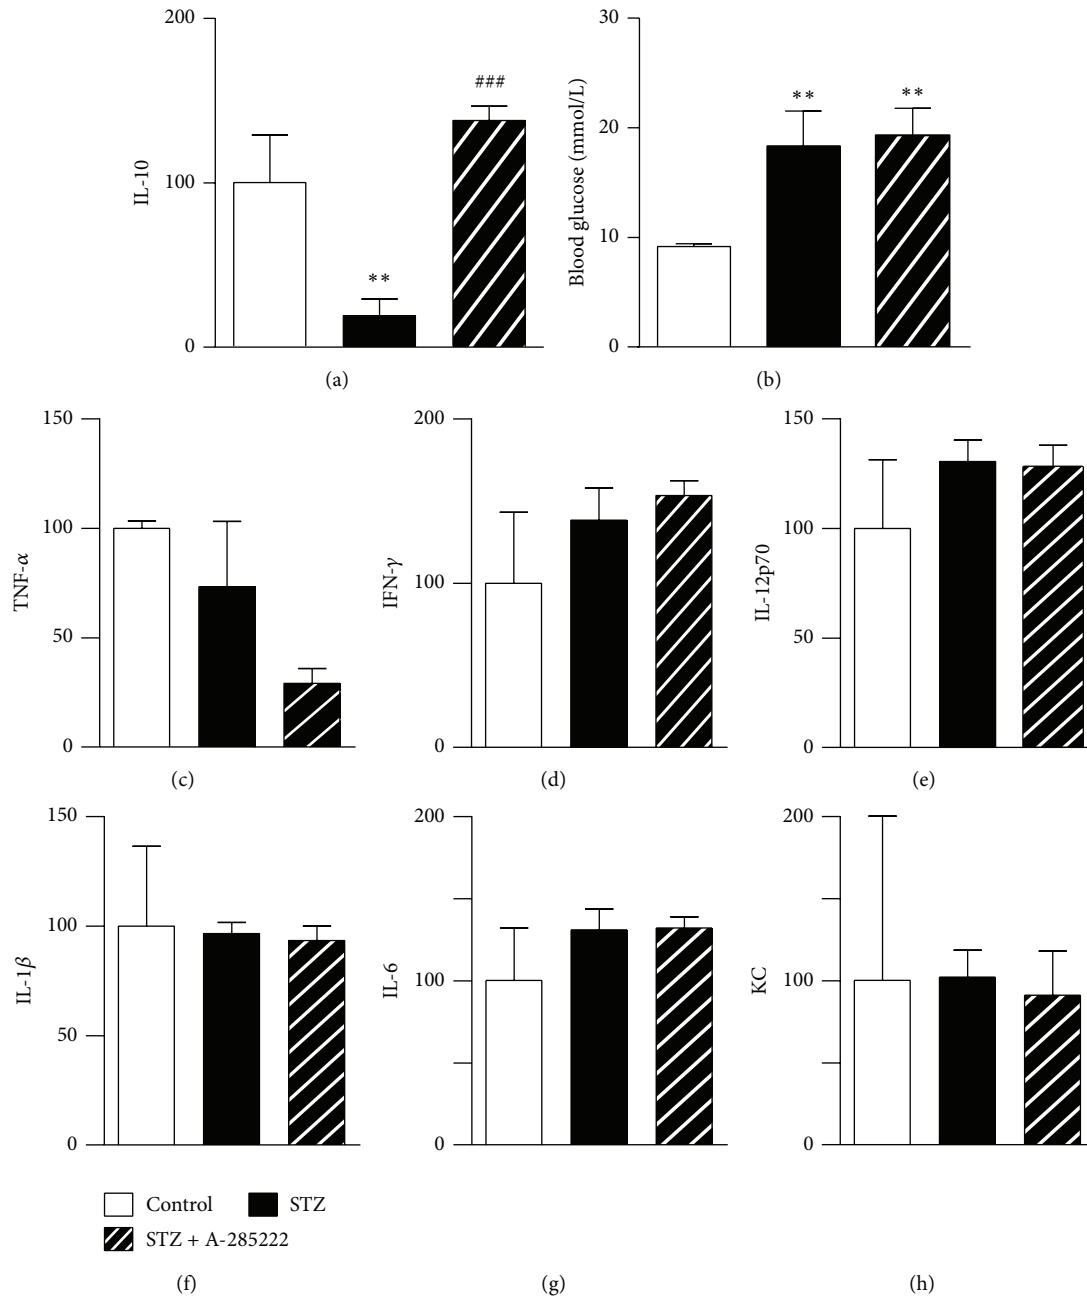 200
100
0
IL-10
**
###
(a)
30
20
10
0
Blood glucose (mmol/L)
**
**
(b)
150
100
50
0
TNF-α
(c)
200
100
0
IFN-γ
(d)
150
100
50
0
IL-12p70
(e)
150
100
50
0
IL-1β
200
100
0
IL-6
200
100
0
KC
Control
STZ
STZ + A-285222
(f)
(g)
(h)